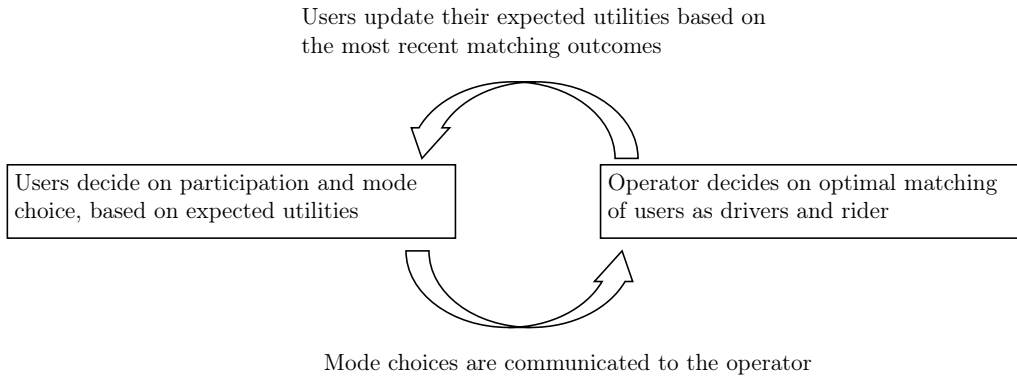 Users update their expected utilities based on
the most recent matching outcomes
Users decide on participation and mode
choice, based on expected utilities
Operator decides on optimal matching
of users as drivers and rider
Mode choices are communicated to the operator